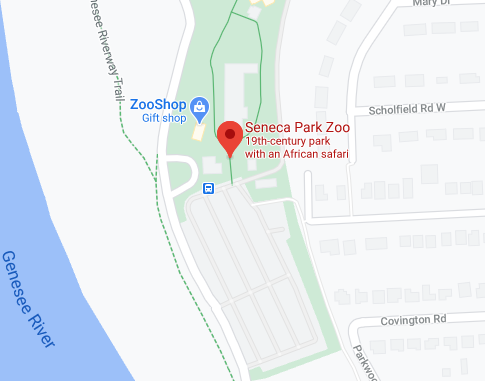 Mary Dr
Genesee Riverway Trail
ZooShop
Gift shop
Scholfield Rd W
Seneca Park Zoo
19th-century park
with an African safari
Genesee River
Covington Rd
Parkwo